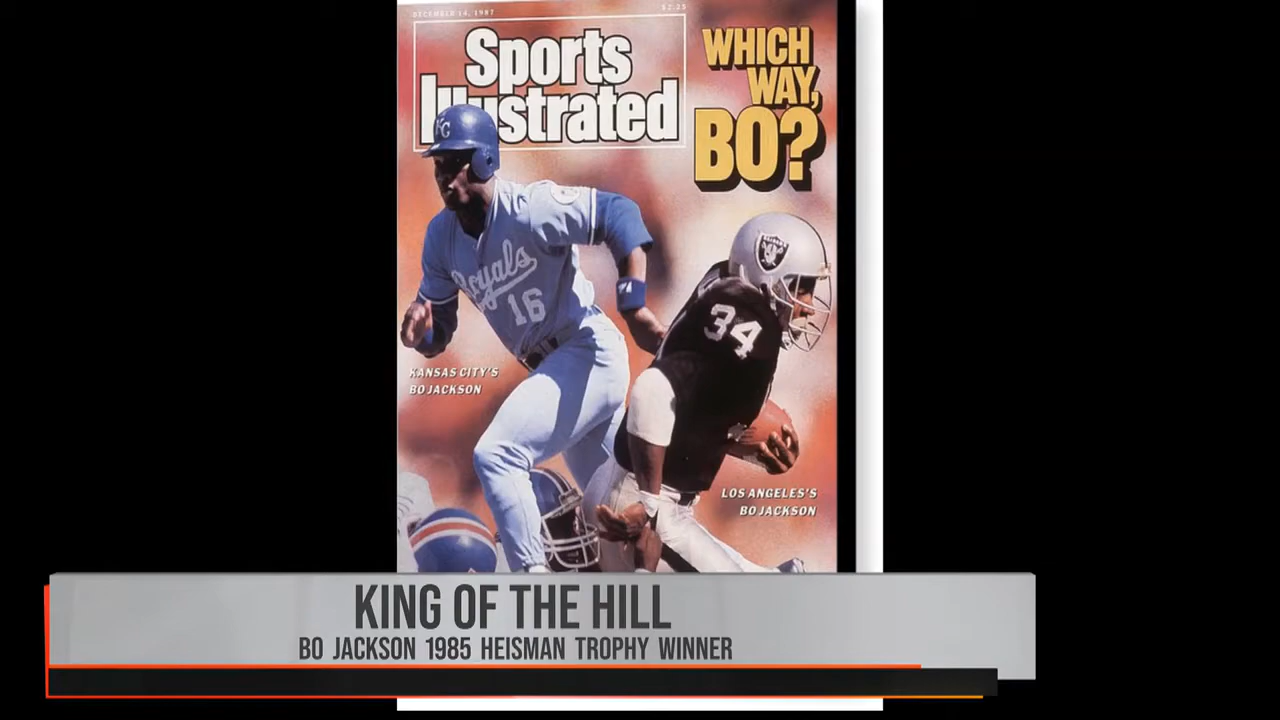 DECEMBER 14, 1987
$2.25
Sports
Illustrated
WHICH
WAY,
BO?
KC
Royals
16
RAIDERS
34
KANSAS CITY'S
BO JACKSON
LOS ANGELES'S
BO JACKSON
KING OF THE HILL
BO JACKSON 1985 HEISMAN TROPHY WINNER